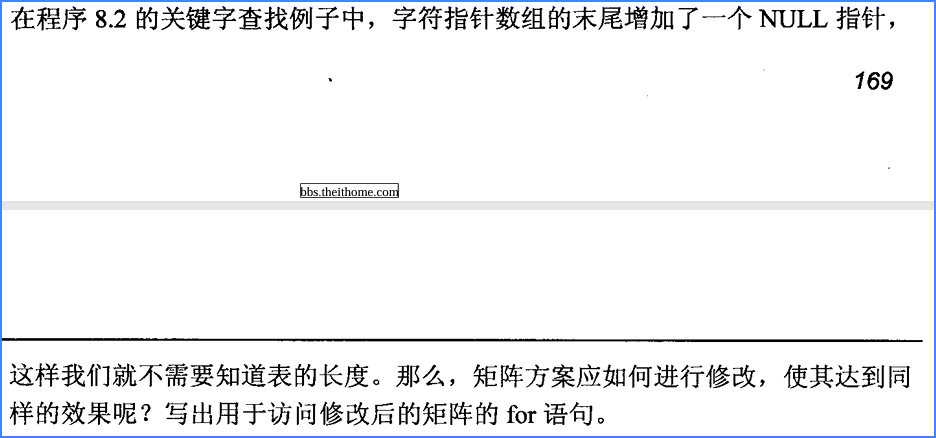 在程序 8.2 的关键字查找例子中，字符指针数组的末尾增加了一个 NULL 指针，
169
bbs.theithome.com
这样我们就不需要知道表的长度。那么，矩阵方案应如何进行修改，使其达到同
样的效果呢？写出用于访问修改后的矩阵的 for 语句。